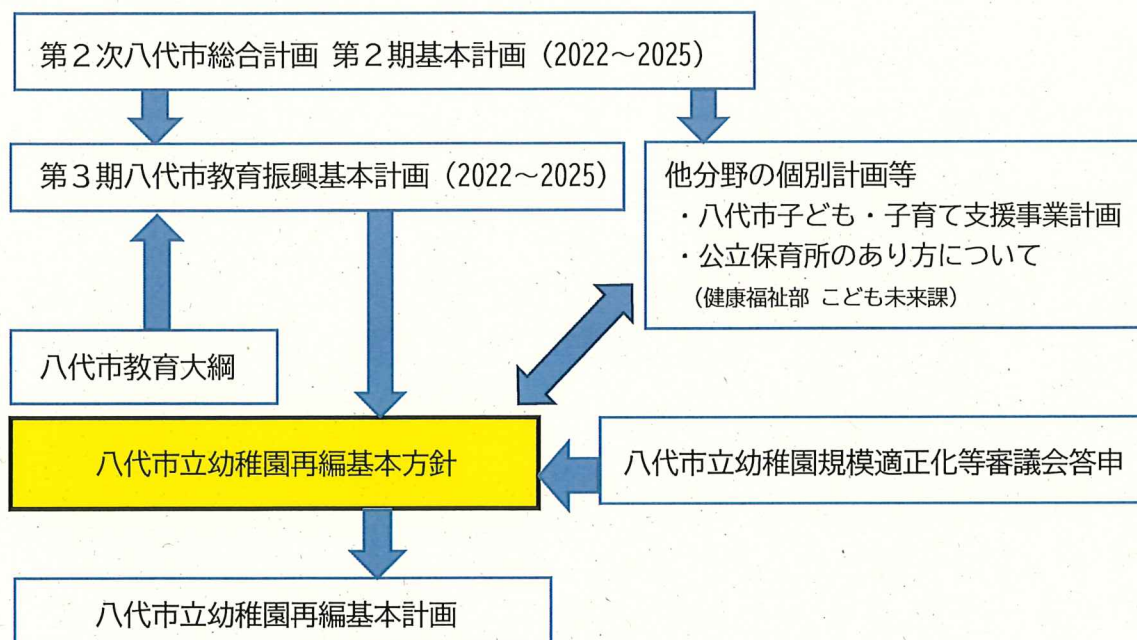 第２次八代市総合計画 第２期基本計画（2022～2025）
第３期八代市教育振興基本計画（2022～2025）
他分野の個別計画等
・八代市子ども・子育て支援事業計画
・公立保育所のあり方について
（健康福祉部 こども未来課）
八代市教育大綱
八代市立幼稚園再編基本方針
八代市立幼稚園規模適正化等審議会答申
八代市立幼稚園再編基本計画